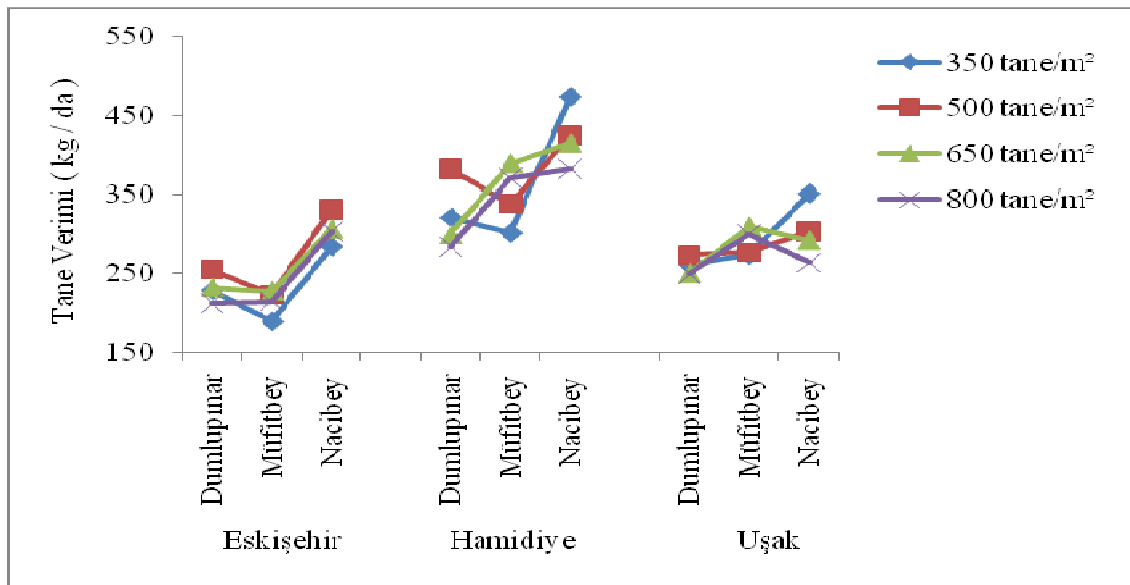 Tane Verimi ( kg / da )
550
450
350
250
150
350 tane/m²
500 tane/m²
650 tane/m²
800 tane/m²
Dumlupınar
Müfitbey
Nacibey
Dumlupınar
Müfitbey
Nacibey
Dumlupınar
Müfitbey
Nacibey
Eskişehir
Hamidiye
Uşak